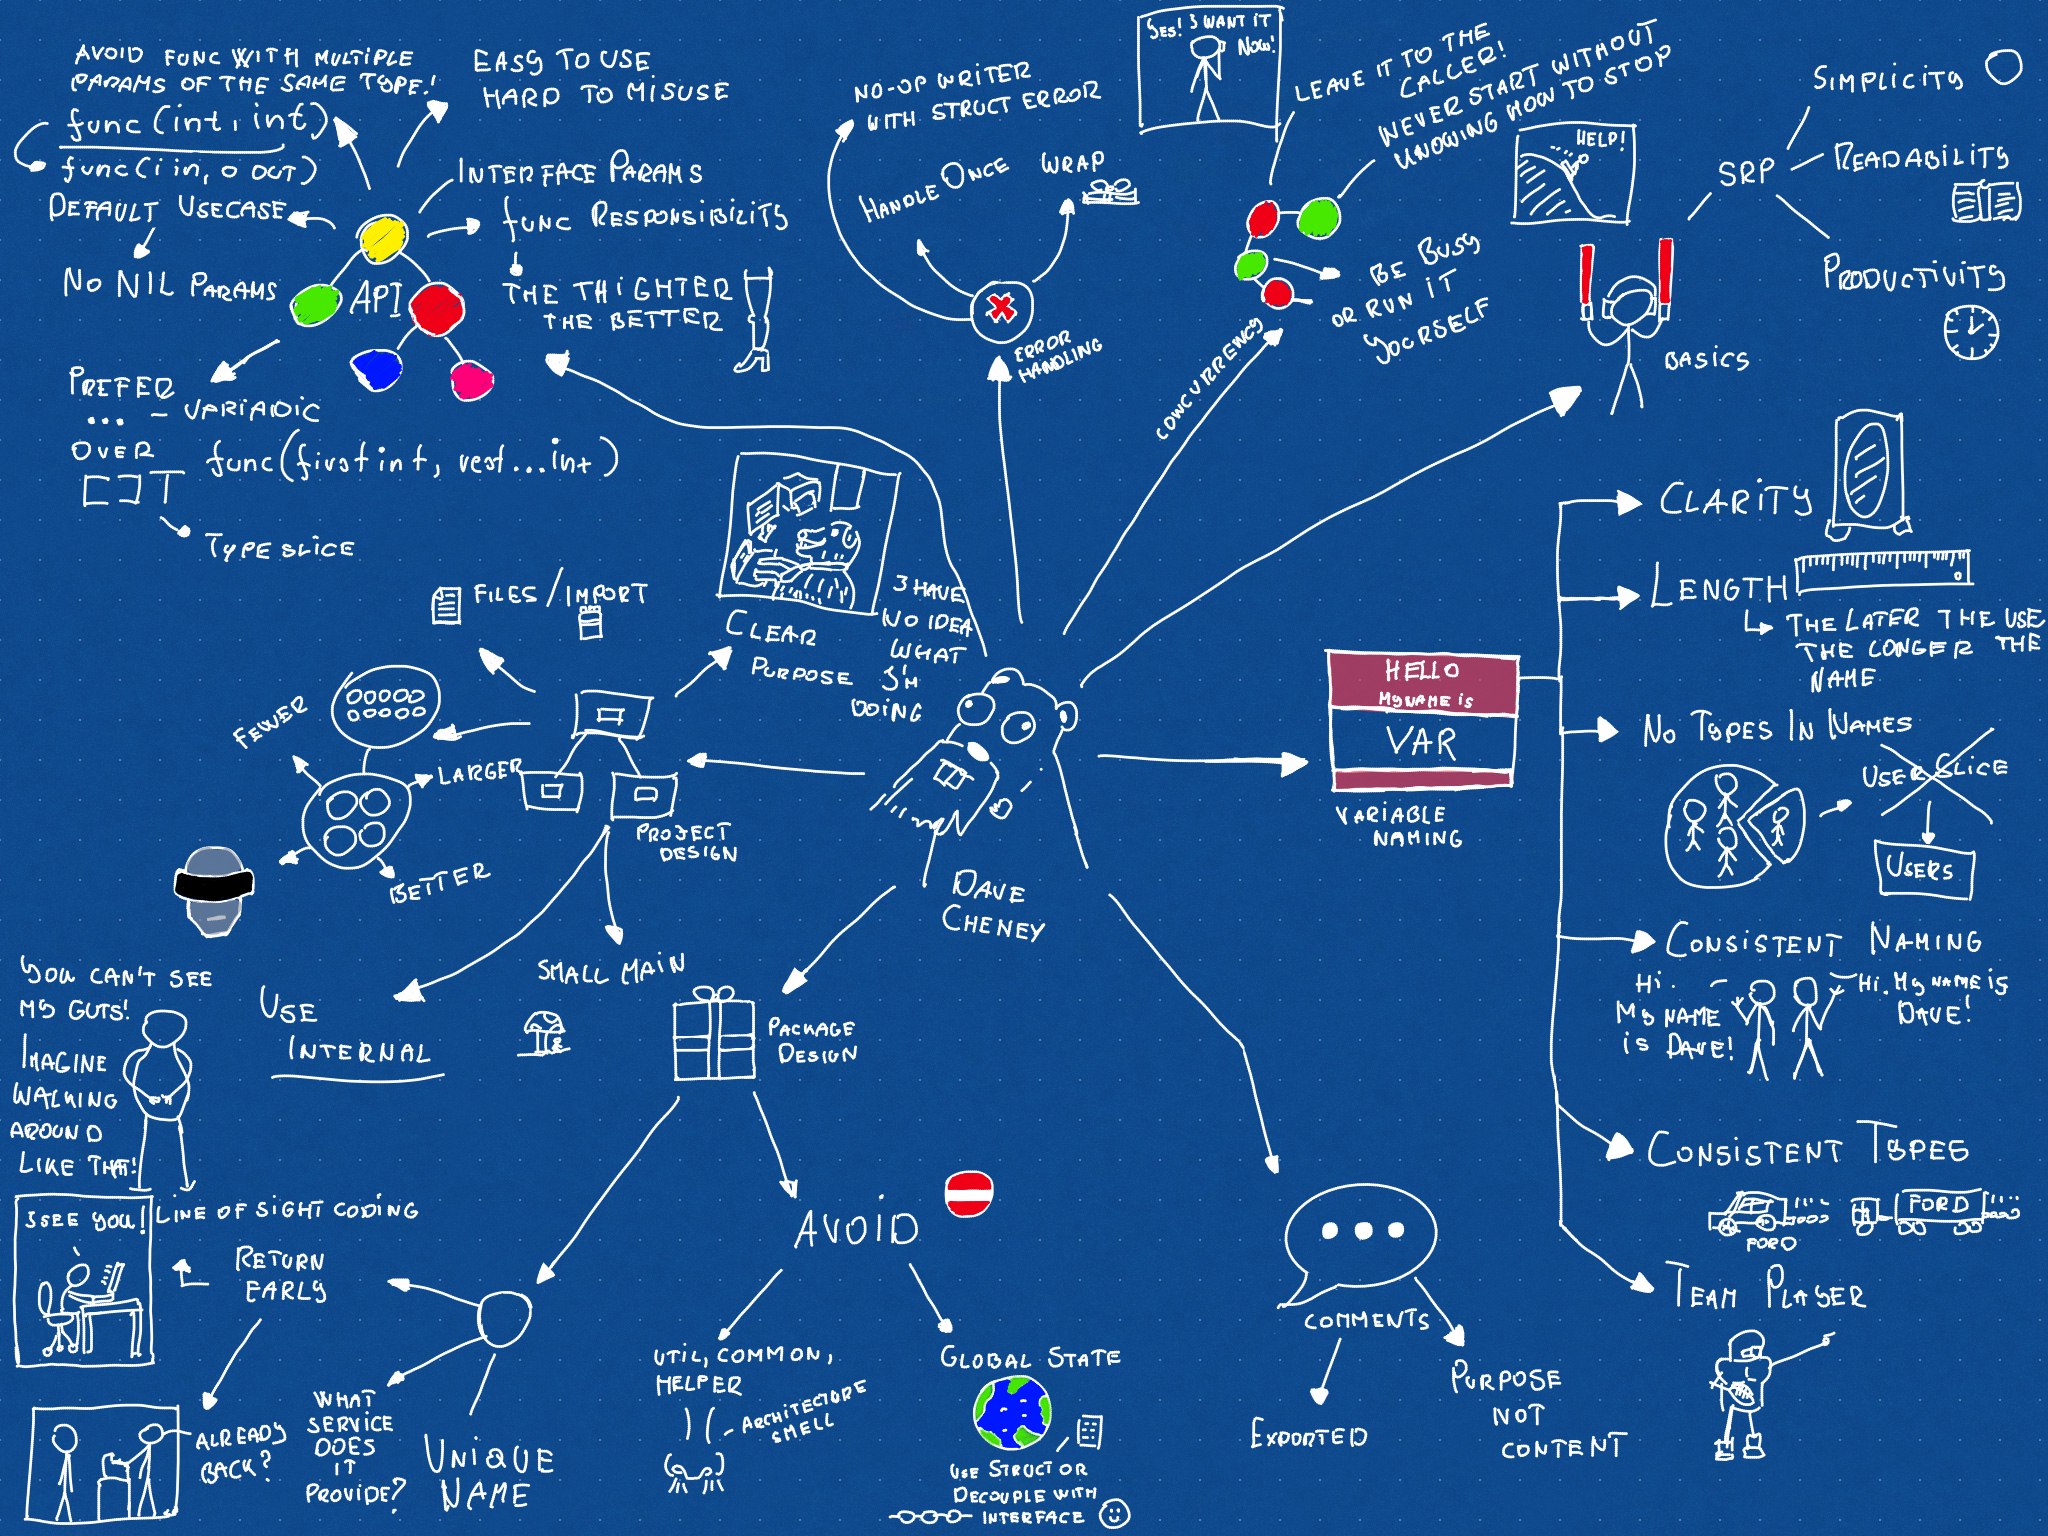 AVOID FUNC WITH MULTIPLE
PARAMS OF THE SAME TYPE!
func(int, int)
func(i in, o out)
DEFAULT USECASE
NO NIL PARAMS
EASY TO USE
HARD TO MISUSE
INTERFACE PARAMS
func RESPONSIBILITY
THE THIGHTER
THE BETTER
API
PREFER
... - VARIADIC
OVER
[] T
func(first int, rest...int)
TYPE SLICE
NO-OP WRITER
WITH STRUCT ERROR
HANDLE ONCE
WRAP
ERROR
HANDLING
YES! I WANT IT
NOW!
LEAVE IT TO THE
CALLER!
NEVER START WITHOUT
KNOWING HOW TO STOP
BE BUSY
OR RUN IT
YOURSELF
CONCURRENCY
HELP!
SRP
SIMPLICITY
READABILITY
PRODUCTIVITY
BASICS
CLARITY
LENGTH
THE LATER THE USE
THE LONGER THE
NAME
HELLO
MY NAME IS
VAR
VARIABLE
NAMING
NO TYPES IN NAMES
USER SLICE
USERS
CONSISTENT NAMING
HI.
MY NAME
IS DAVE!
HI. MY NAME IS
DAVE!
CONSISTENT TYPES
FORD
FORD
TEAM PLAYER
FILES/IMPORT
CLEAR
PURPOSE
I HAVE
NO IDEA
WHAT
I'M
DOING
FEWER
LARGER
BETTER
PROJECT
DESIGN
DAVE
CHENEY
SMALL MAIN
USE
INTERNAL
YOU CAN'T SEE
MY GUTS!
IMAGINE
WALKING
AROUND
LIKE THAT!
PACKAGE
DESIGN
I SEE YOU!
LINE OF SIGHT CODING
RETURN
EARLY
ALREADY
BACK?
WHAT
SERVICE
DOES
IT
PROVIDE?
UNIQUE
NAME
AVOID
UTIL, COMMON,
HELPER
ARCHITECTURE
SMELL
GLOBAL STATE
USE STRUCT OR
DECOUPLE WITH
INTERFACE
...
COMMENTS
EXPORTED
PURPOSE
NOT
CONTENT